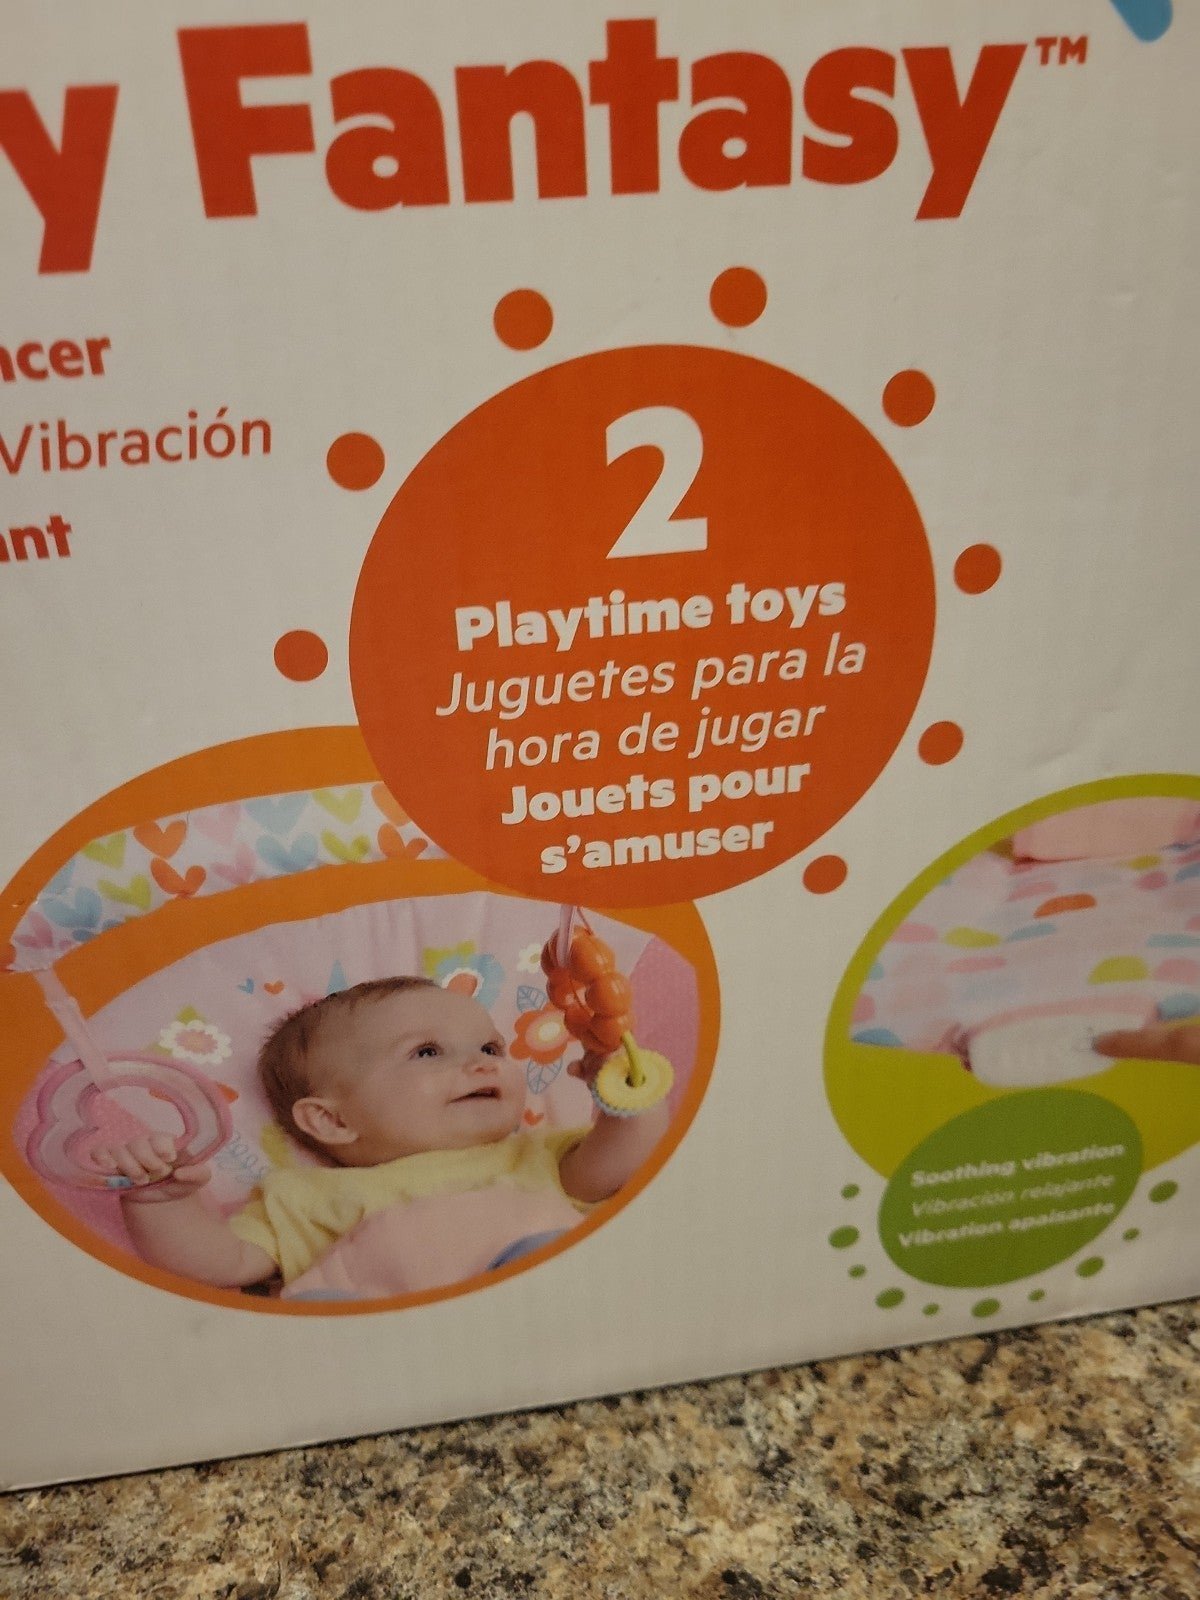 y Fantasy™
ncer
Vibración
ant
2
Playtime toys
Juguetes para la
hora de jugar
Jouets pour
s'amuser
Soothing vibration
Vibración relajante
Vibration apaisante